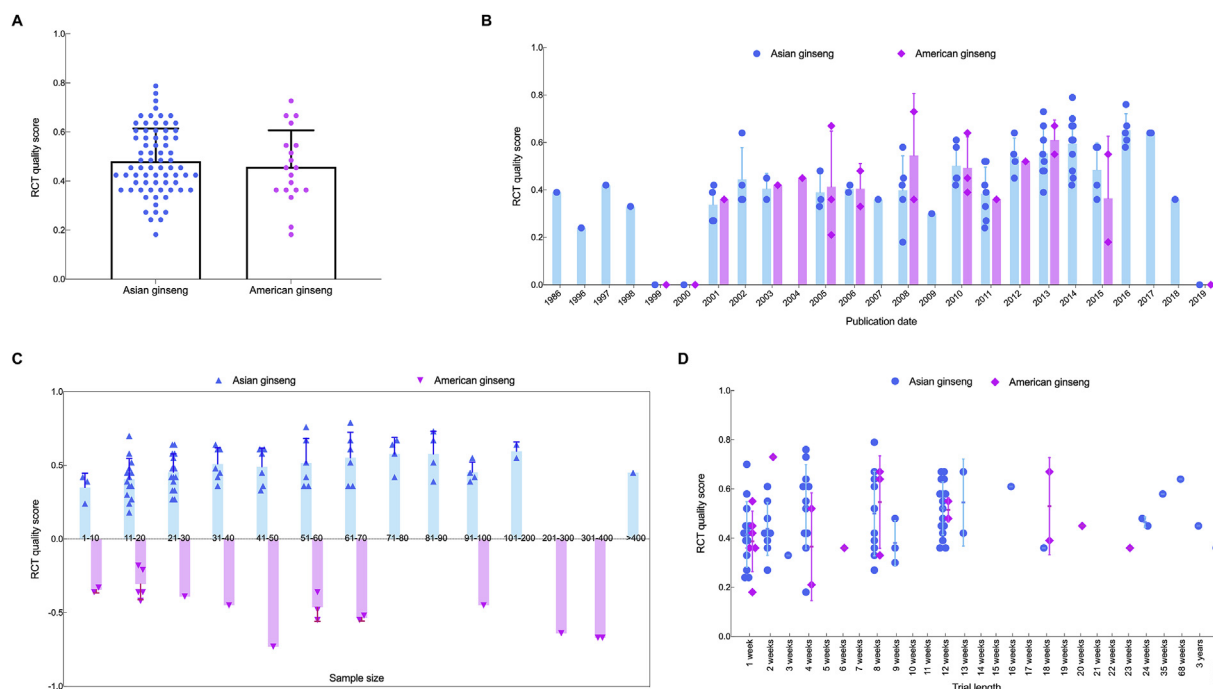 A
RCT quality score
1.0
0.8
0.6
0.4
0.2
0.0
Asian ginseng
American ginseng
B
Asian ginseng
American ginseng
RCT quality score
1.0
0.8
0.6
0.4
0.2
0.0
1986
1996
1997
1998
1999
2000
2001
2002
2003
2004
2005
2006
2007
2008
2009
2010
2011
2012
2013
2014
2015
2016
2017
2018
2019
Publication date
C
Asian ginseng
American ginseng
RCT quality score
RCT quality score
1.0
0.5
0.0
-0.5
-1.0
1-10
11-20
21-30
31-40
41-50
51-60
61-70
71-80
81-90
91-100
101-200
201-300
301-400
>400
Sample size
D
Asian ginseng
American ginseng
RCT quality score
1.0
0.8
0.6
0.4
0.2
0.0
1 week
2 weeks
3 weeks
4 weeks
5 weeks
6 weeks
7 weeks
8 weeks
9 weeks
10 weeks
11 weeks
12 weeks
13 weeks
14 weeks
15 weeks
16 weeks
17 weeks
18 weeks
19 weeks
20 weeks
22 weeks
23 weeks
24 weeks
35 weeks
68 weeks
3 years
Trial length